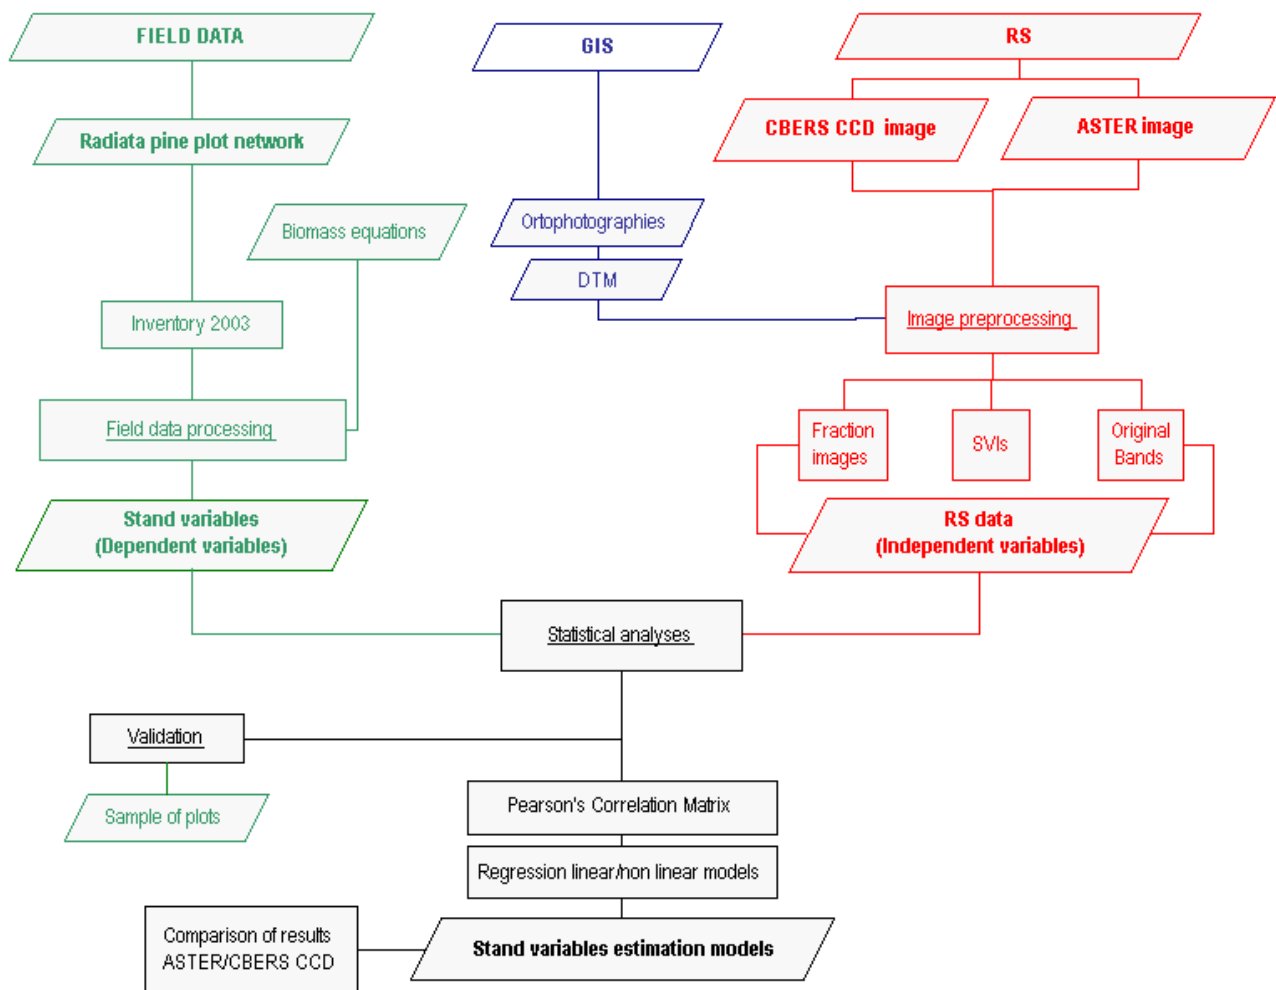 FIELD DATA
GIS
RS
CBERS CCD image
ASTER image
Radiata pine plot network
Biomass equations
Ortophotographies
DTM
Inventory 2003
Image preprocessing
Field data processing
Fraction
images
SVIs
Original
Bands
Stand variables
(Dependent variables)
RS data
(Independent variables)
Statistical analyses
Validation
Sample of plots
Pearson's Correlation Matrix
Regression linear/non linear models
Comparison of results
ASTER/CBERS CCD
Stand variables estimation models